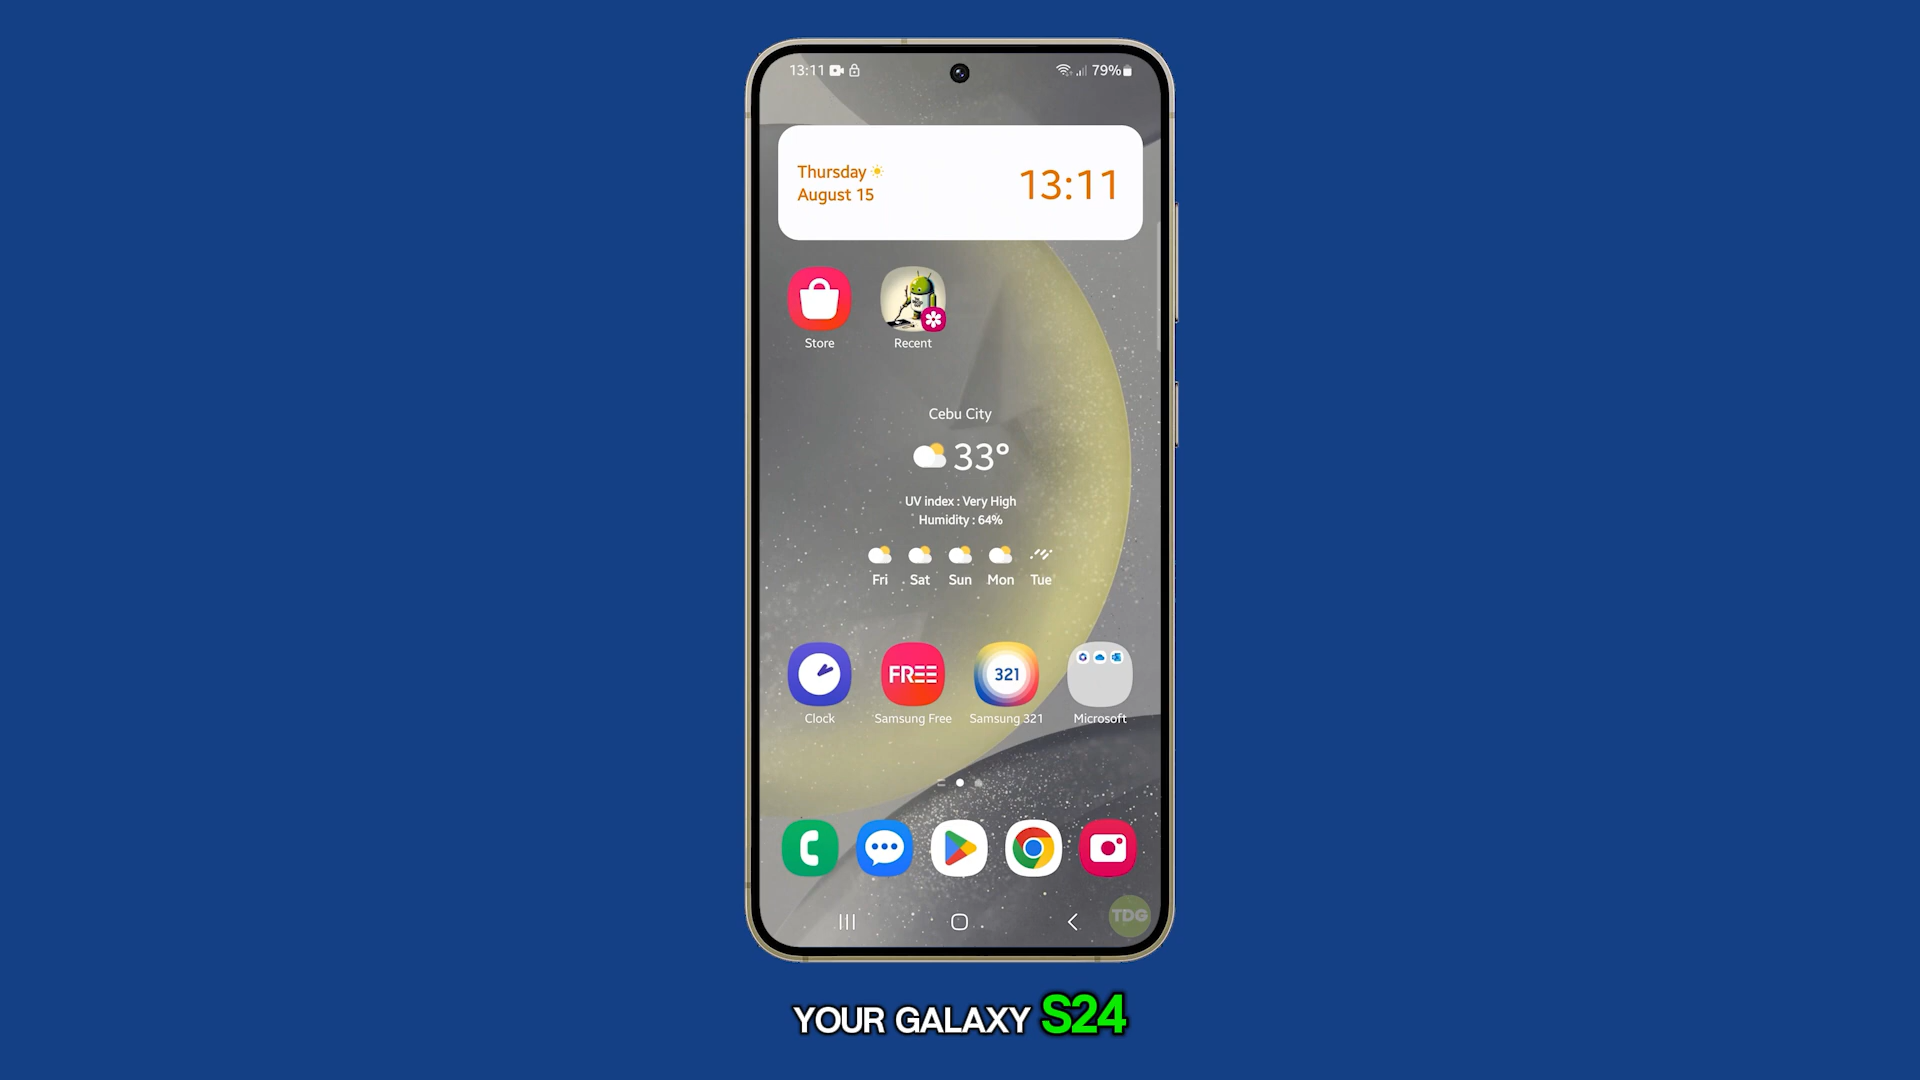 13:11
79%
Thursday
August 15
13:11
Store
Recent
Cebu City
33°
UV index : Very High
Humidity : 64%
Fri Sat Sun Mon Tue
FREE
321
Clock
Samsung Free
Samsung 321
Microsoft
TDG
YOUR GALAXY S24